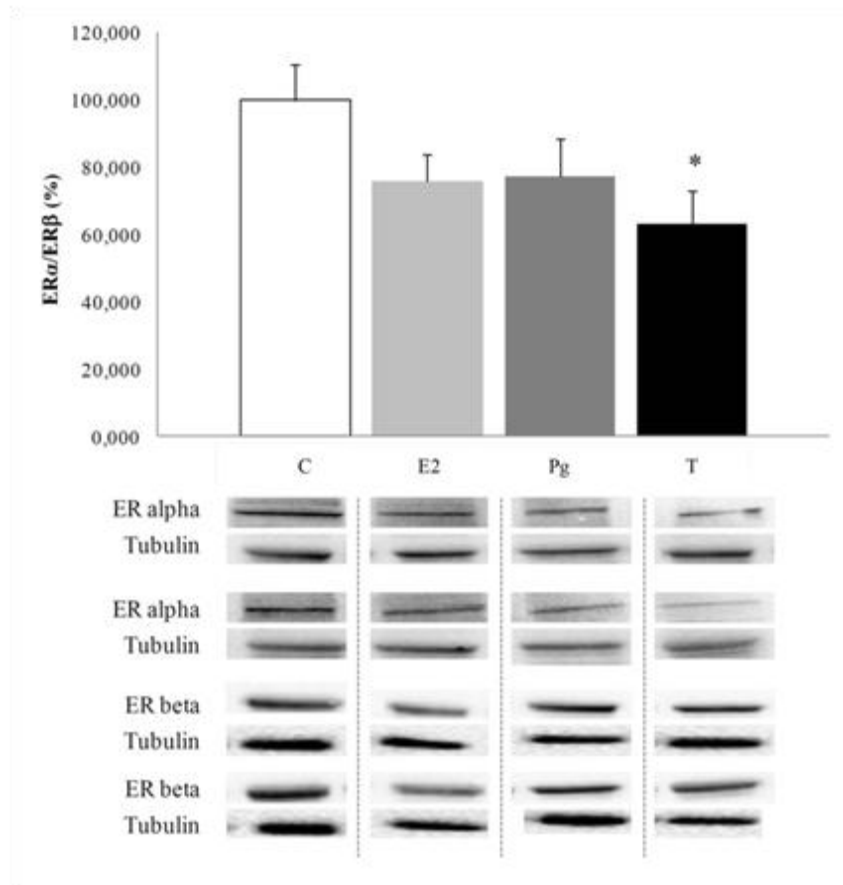 120,000
100,000
80,000
60,000
40,000
20,000
0,000
ERα/ERβ (%)
*
C E2 Pg T
ER alpha
Tubulin
ER alpha
Tubulin
ER beta
Tubulin
ER beta
Tubulin